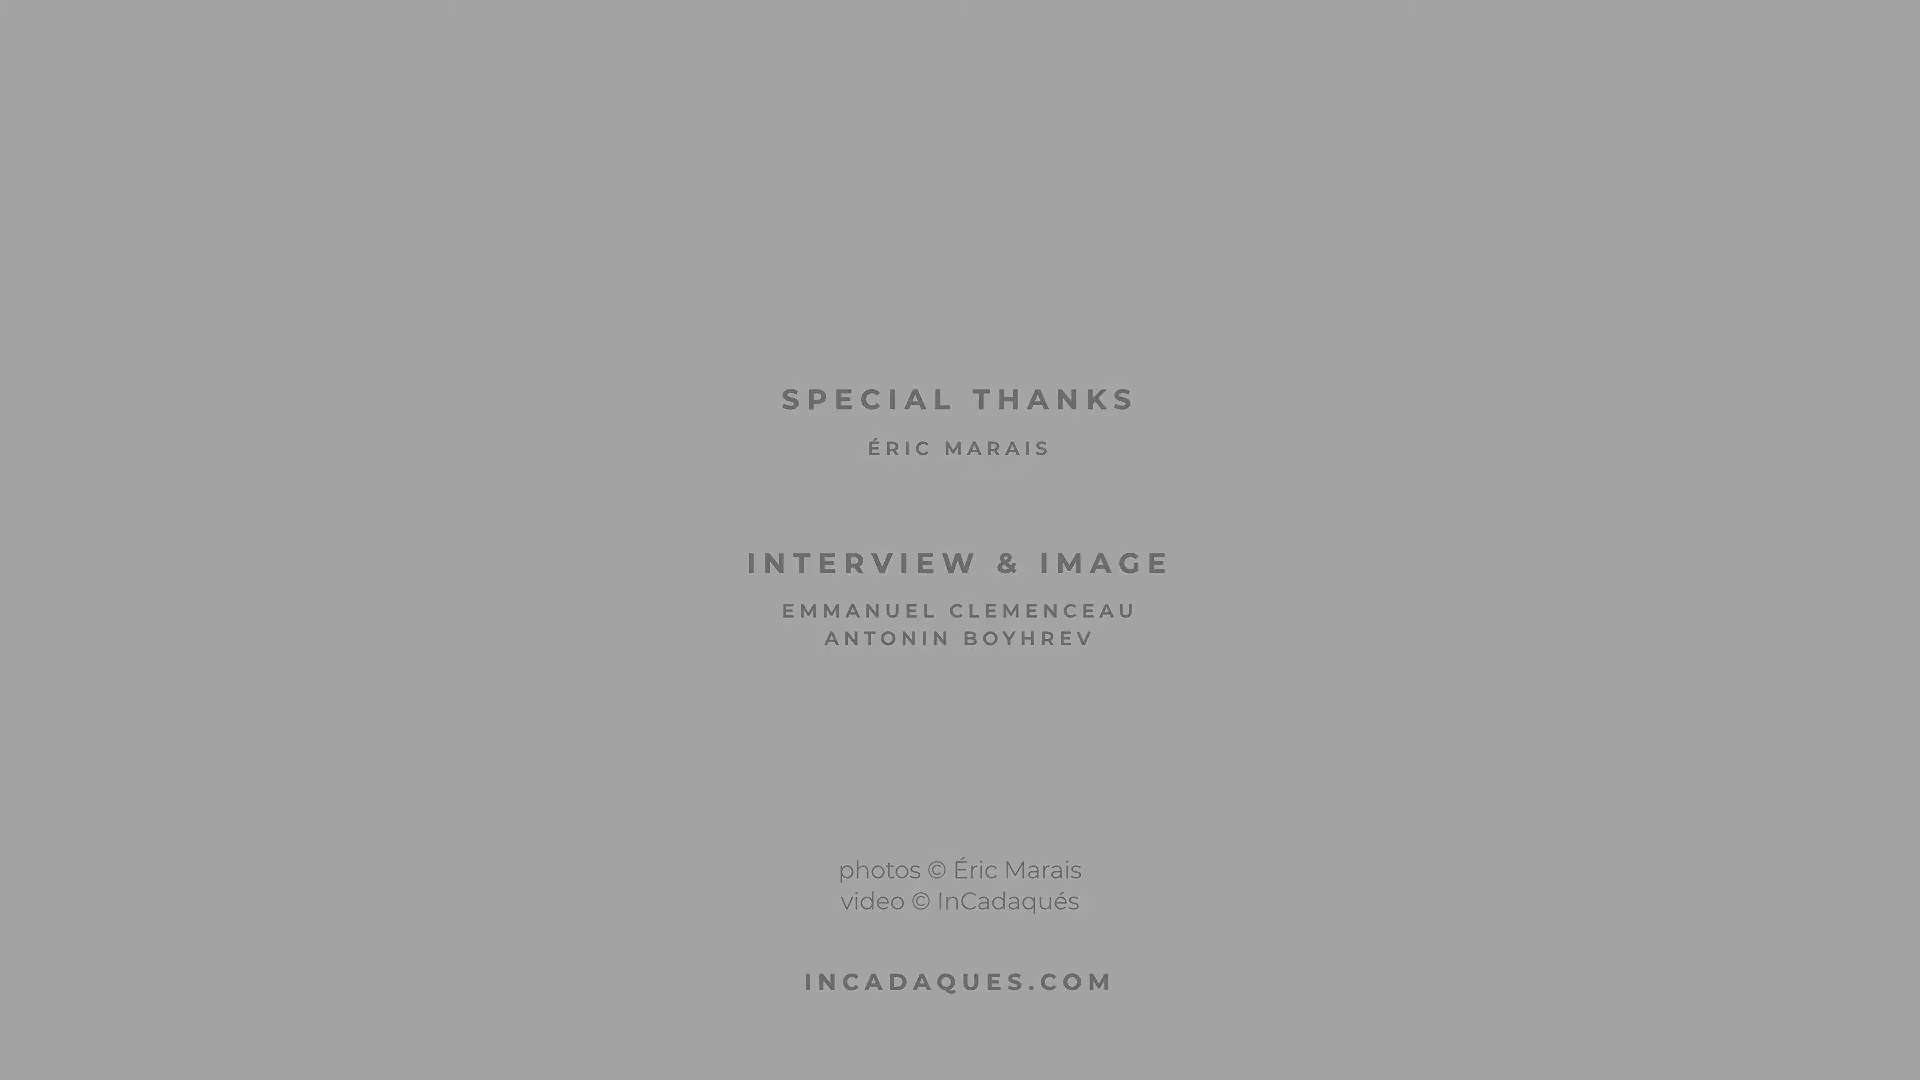 SPECIAL THANKS
ÉRIC MARAIS
INTERVIEW & IMAGE
EMMANUEL CLEMENCEAU
ANTONIN BOYHREV
photos © Éric Marais
video © InCadaqués
INCADAQUES.COM